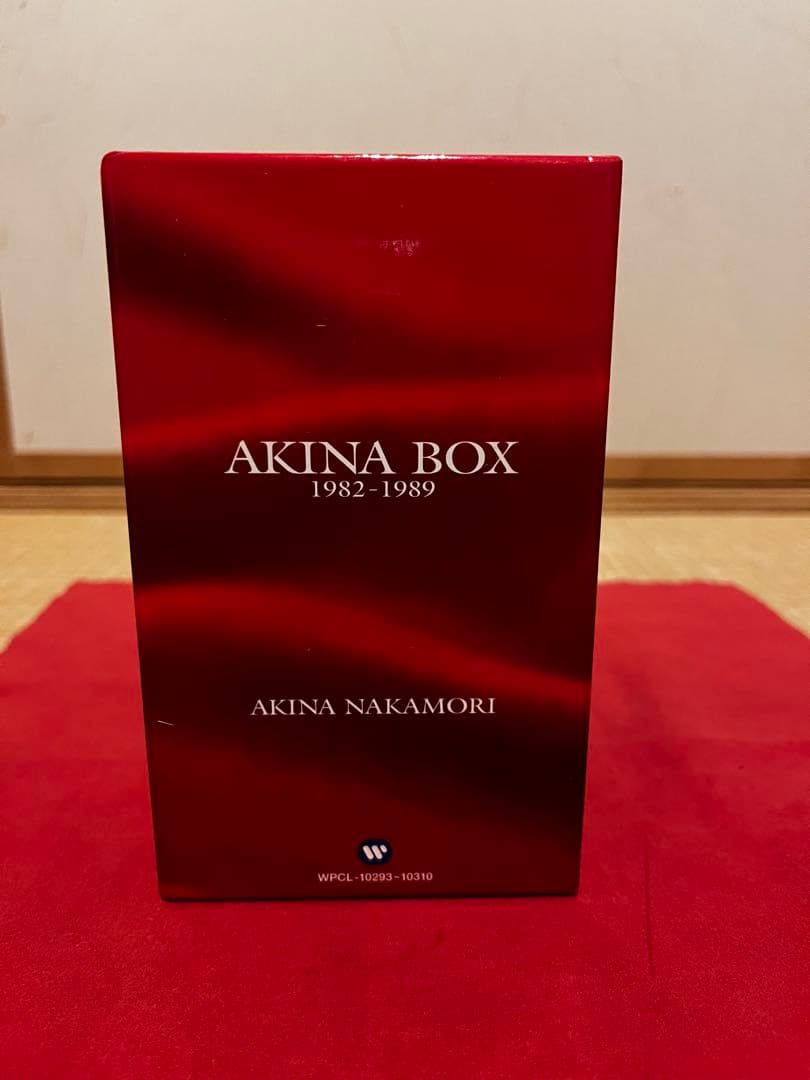 AKINA BOX
1982-1989
AKINA NAKAMORI
WPCL-10293~10310